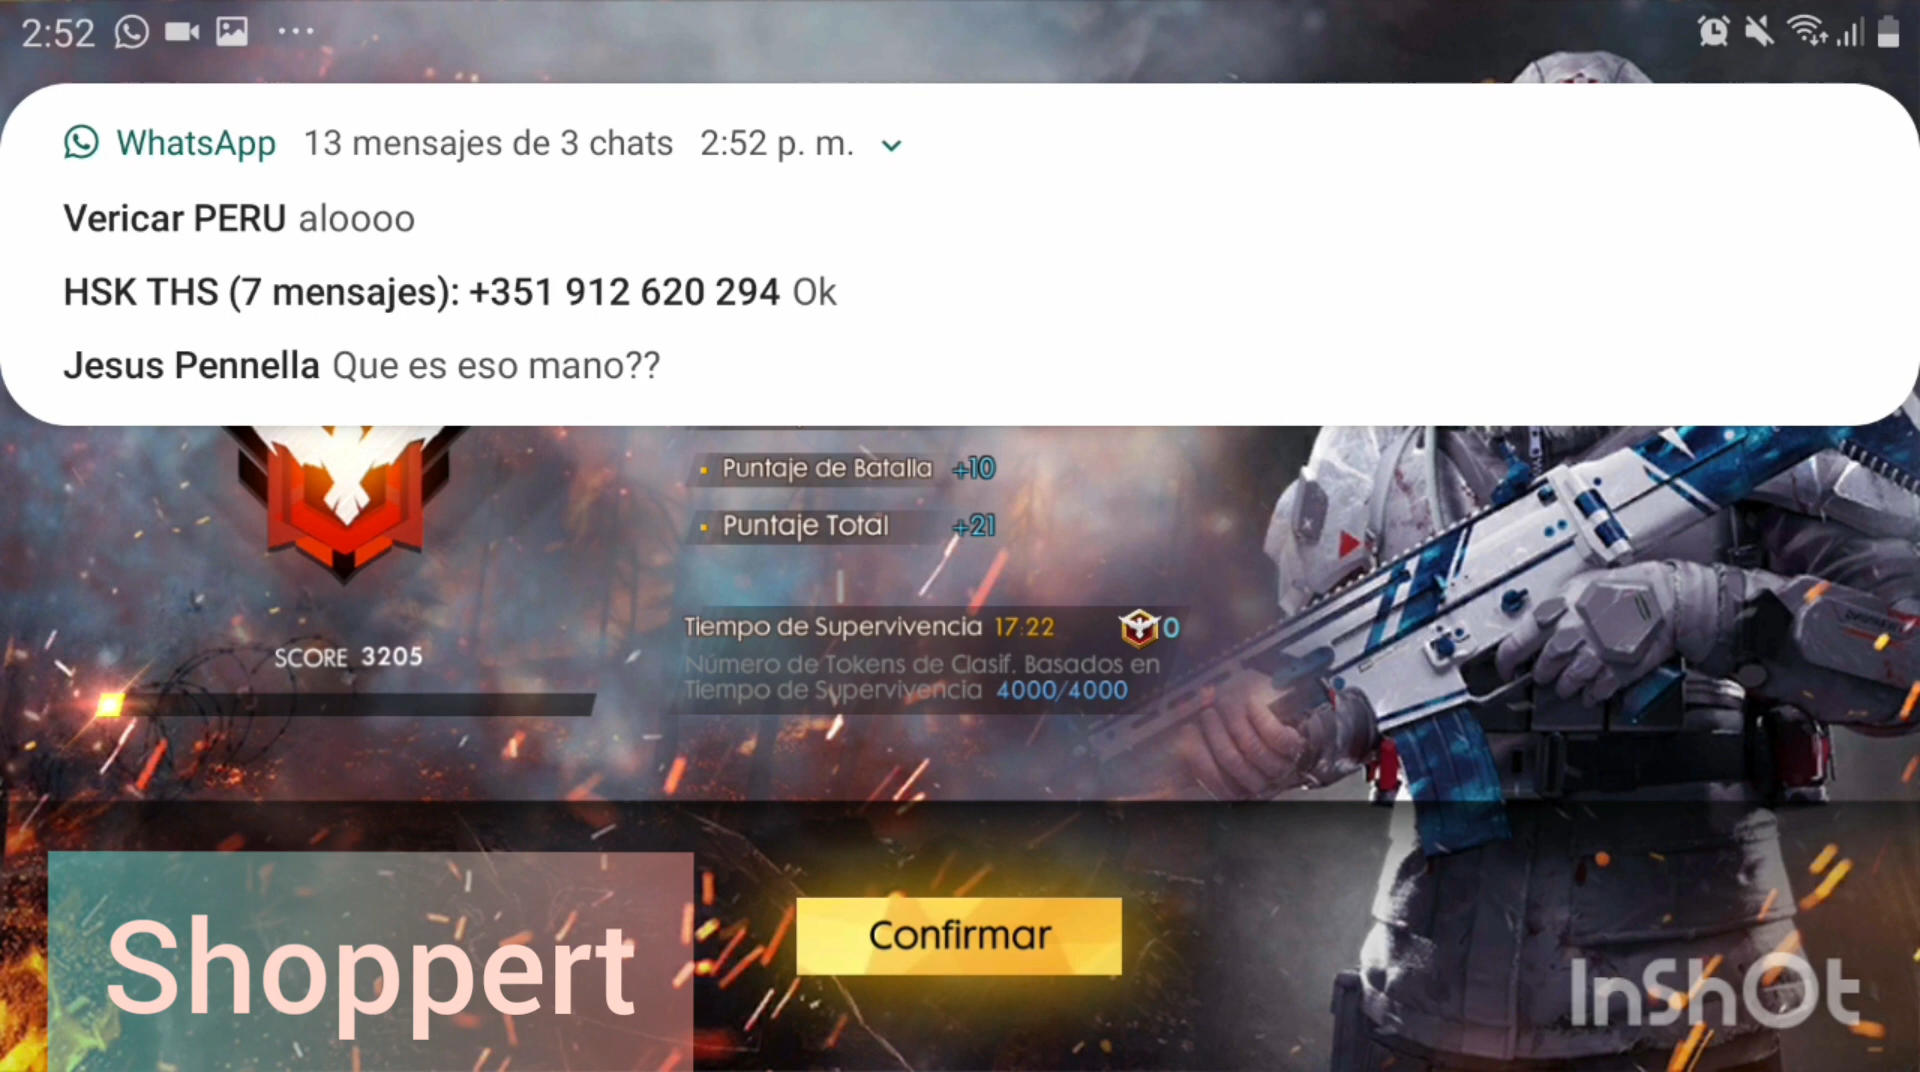 2:52
WhatsApp 13 mensajes de 3 chats 2:52 p. m.
Vericar PERU aloooo
HSK THS (7 mensajes): +351 912 620 294 Ok
Jesus Pennella Que es eso mano??
Puntaje de Batalla +10
Puntaje Total +21
SCORE 3205
Tiempo de Supervivencia 17:22 0
Número de Tokens de Clasif. Basados en
Tiempo de Supervivencia 4000/4000
Confirmar
Shoppert
InShOt